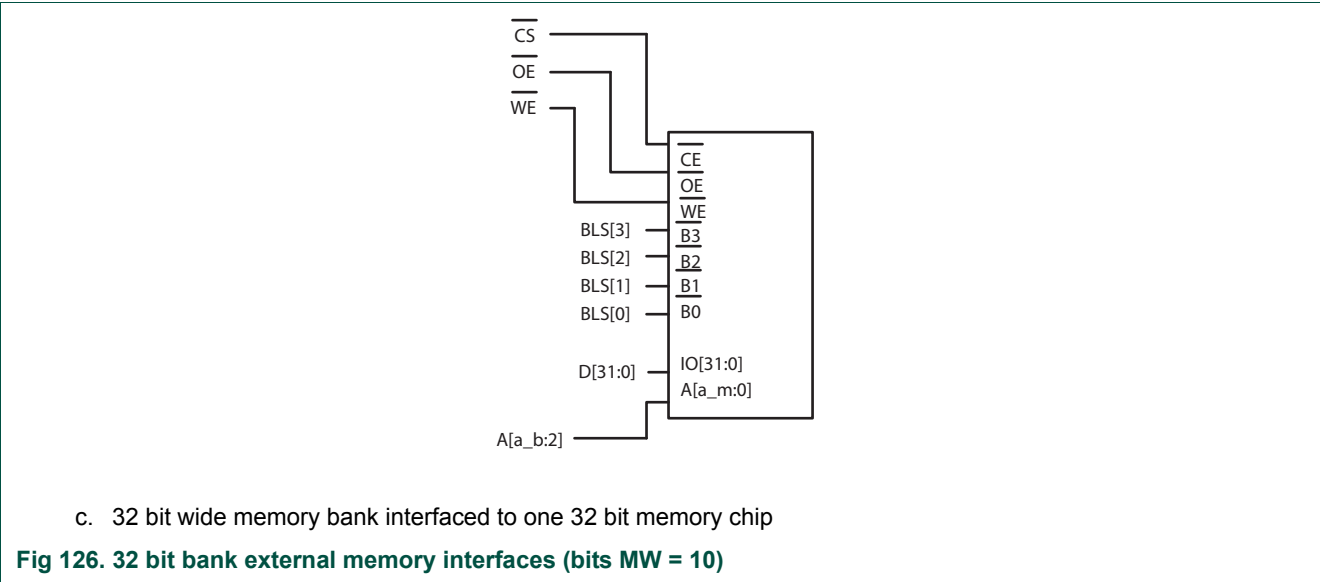 CS
OE
WE
CE
OE
WE
BLS[3] B3
BLS[2] B2
BLS[1] B1
BLS[0] B0
D[31:0] IO[31:0]
A[a_m:0]
A[a_b:2]
c. 32 bit wide memory bank interfaced to one 32 bit memory chip
Fig 126. 32 bit bank external memory interfaces (bits MW = 10)